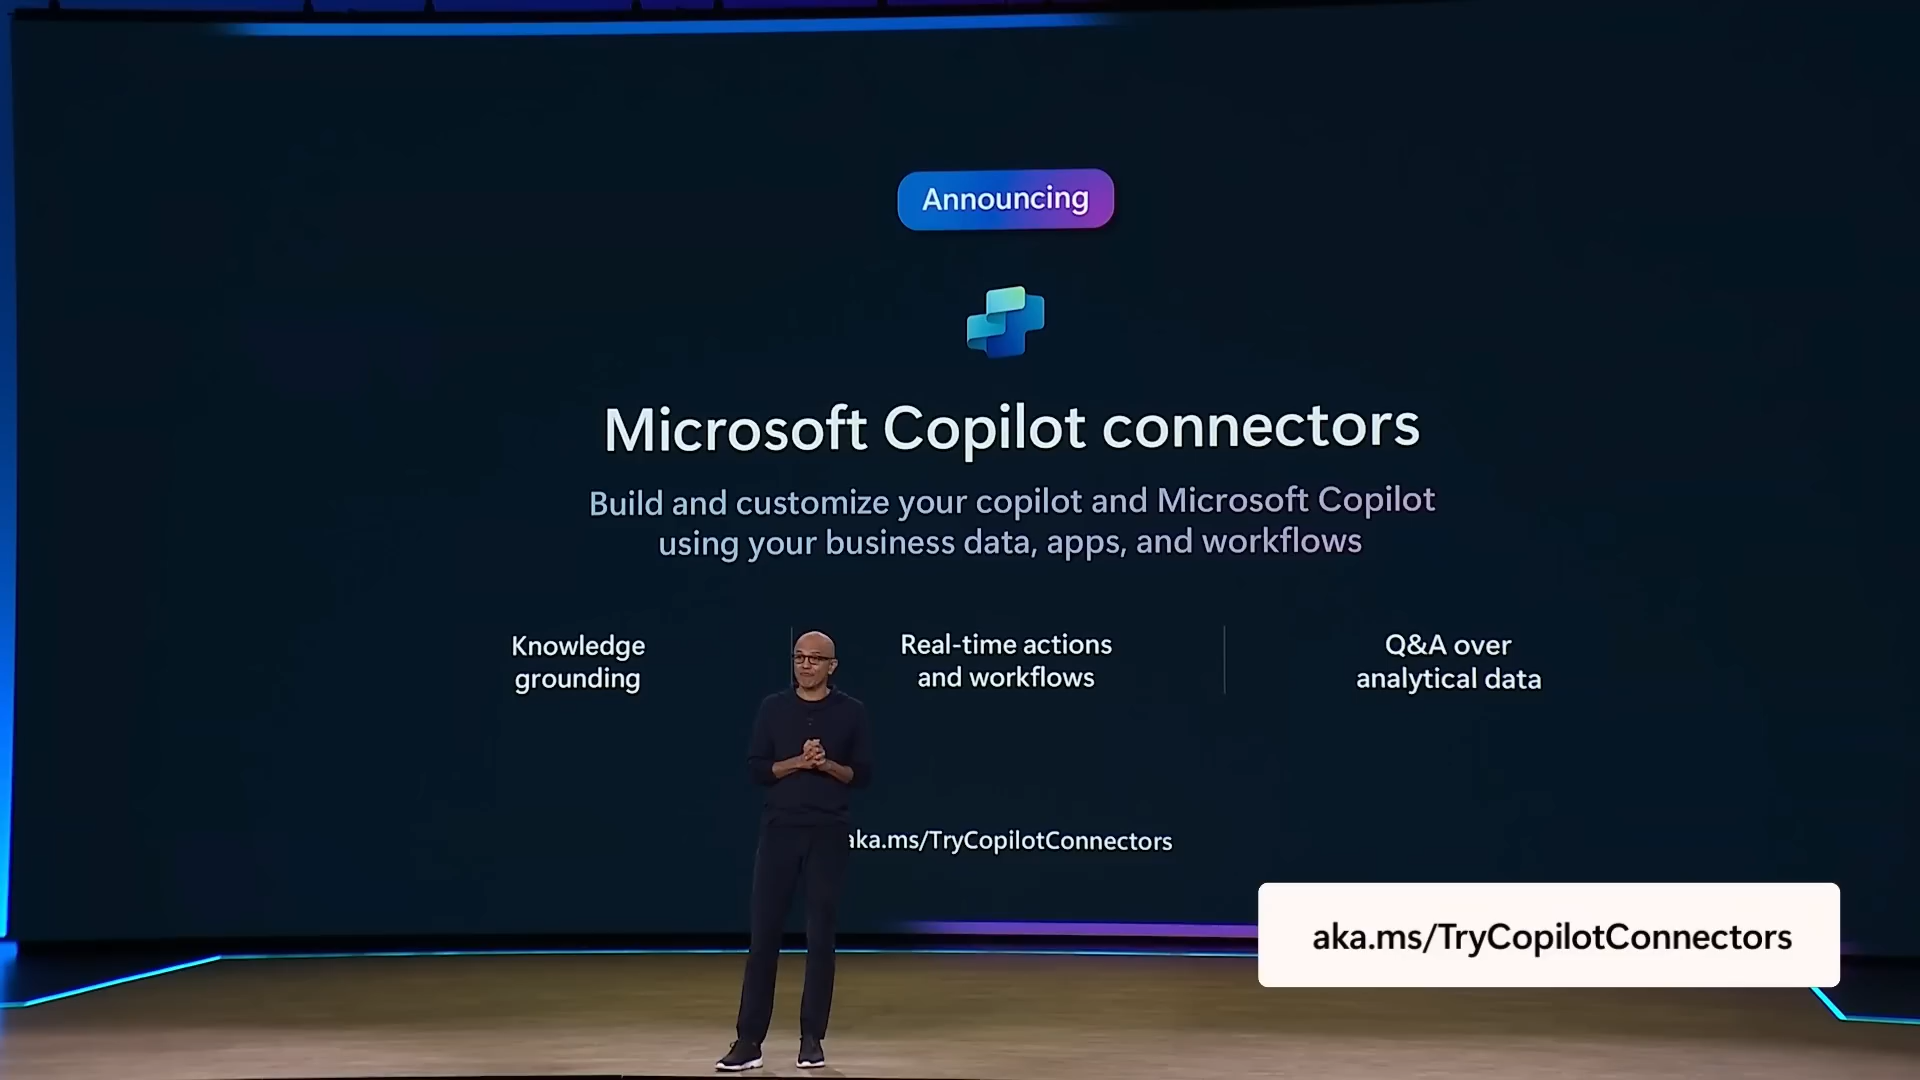 Announcing
Microsoft Copilot connectors
Build and customize your copilot and Microsoft Copilot
using your business data, apps, and workflows
Knowledge
grounding
Real-time actions
and workflows
Q&A over
analytical data
aka.ms/TryCopilotConnectors
aka.ms/TryCopilotConnectors